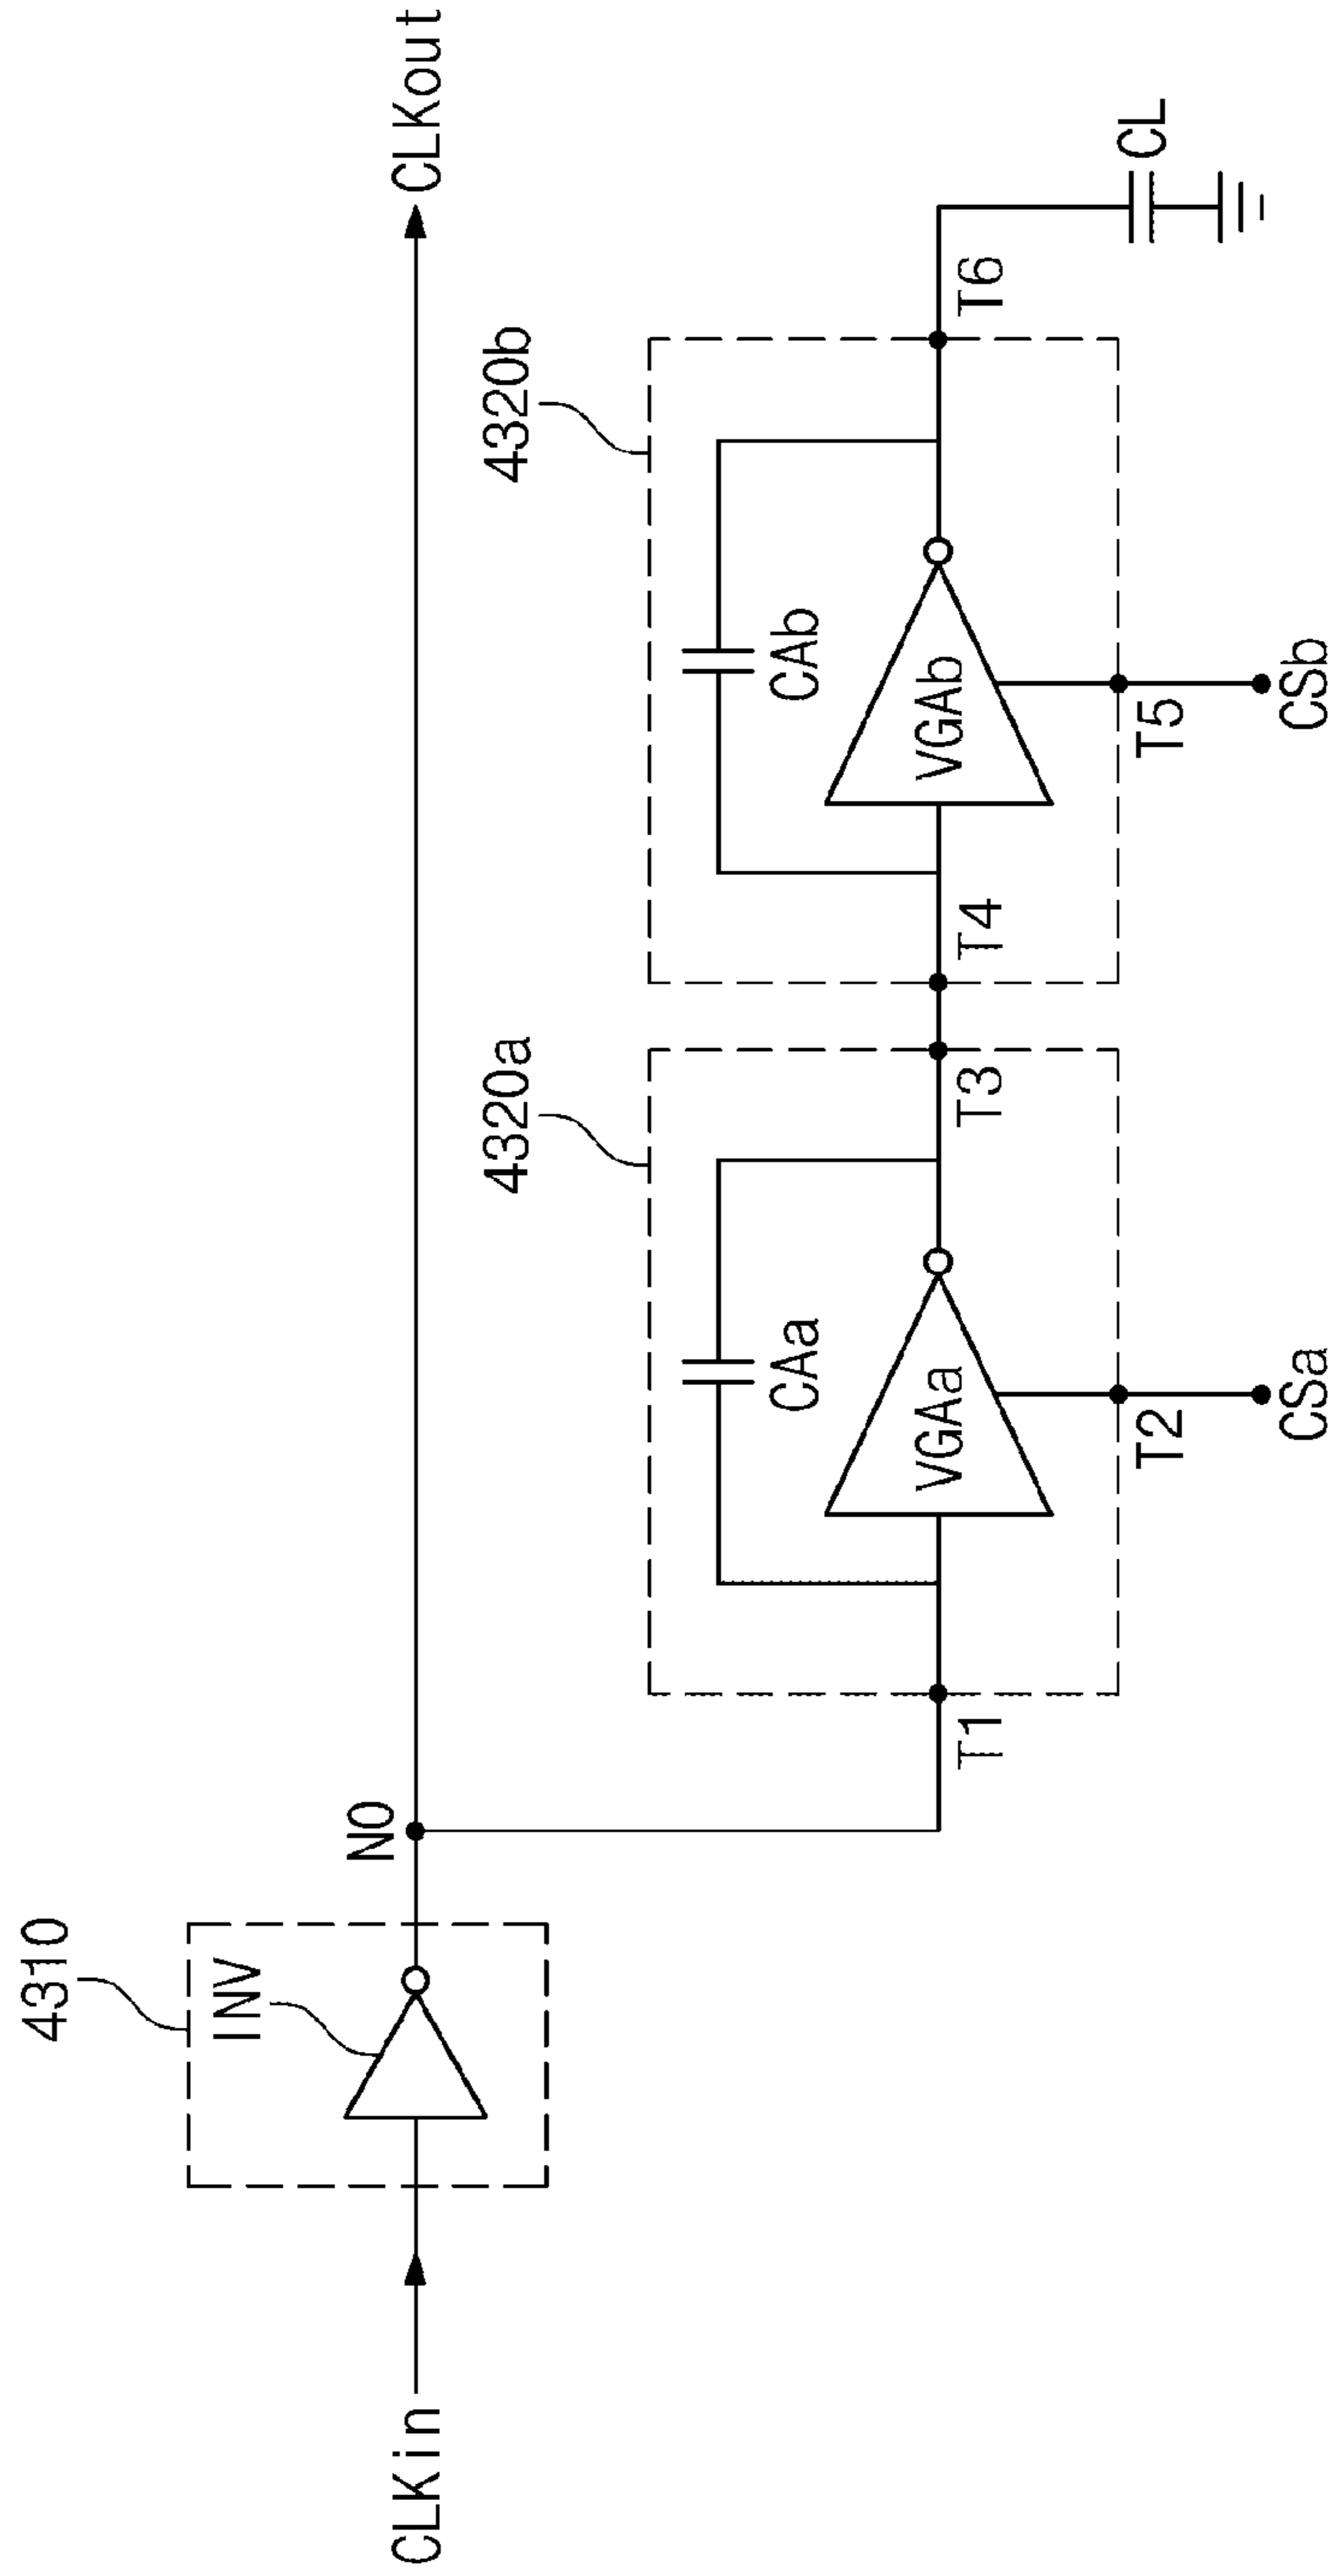 4310
INV
CLKin
NO
CLKout
4320a
CAa
VGAa
T1
T2
T3
CSa
4320b
CAb
VGAb
T4
T5
T6
CSb
CL